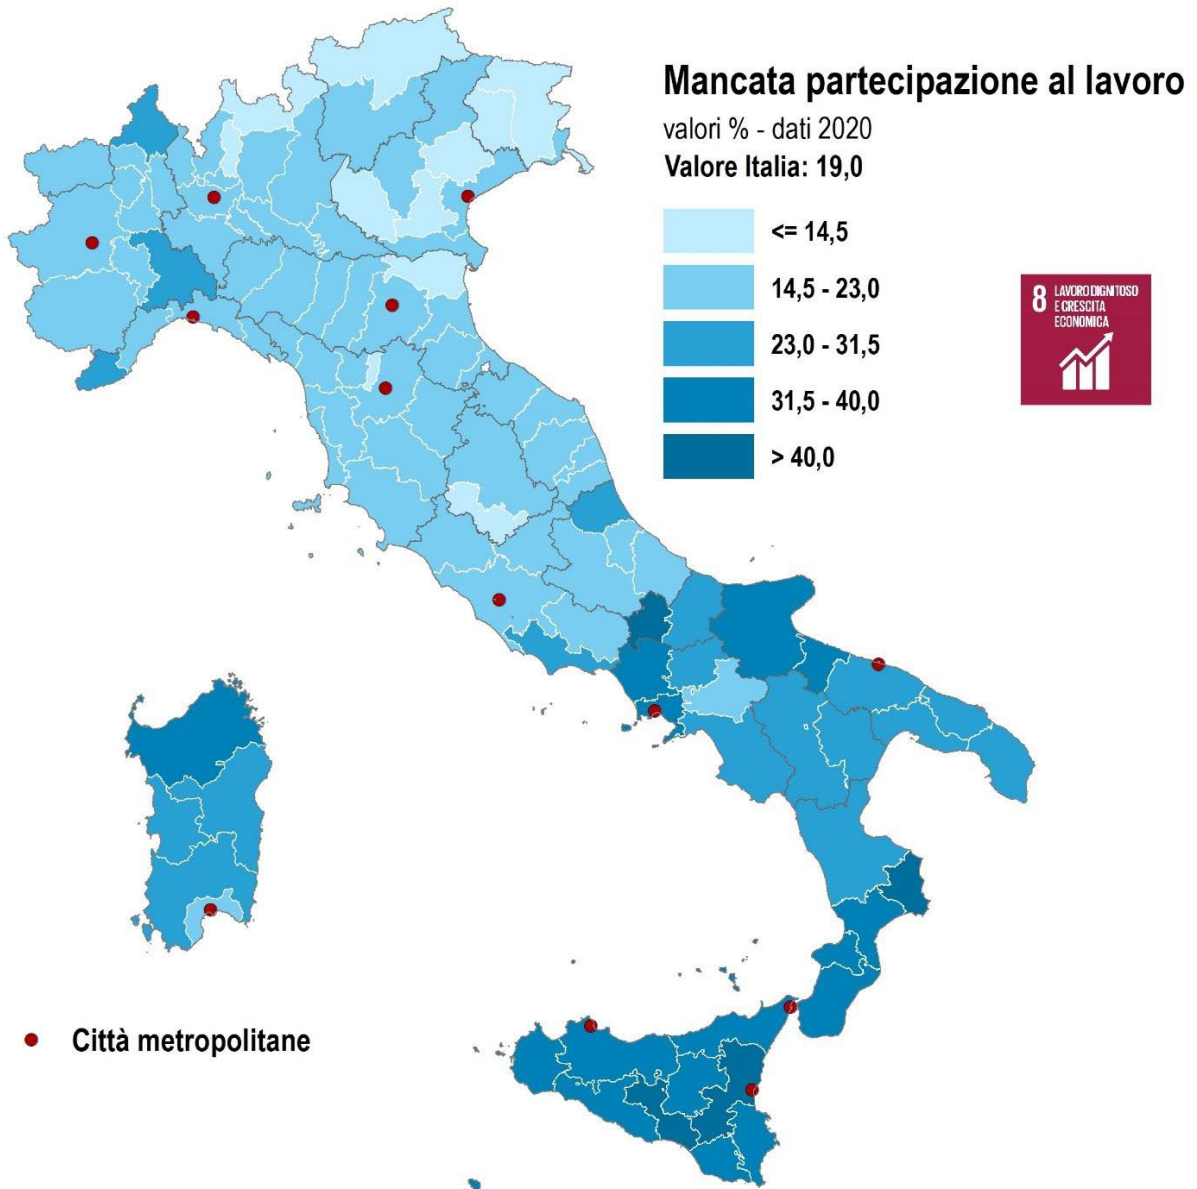 Mancata partecipazione al lavoro
valori % - dati 2020
Valore Italia: 19,0
<= 14,5
14,5 - 23,0
23,0 - 31,5
31,5 - 40,0
> 40,0
8 LAVORO DIGNITOSO
E CRESCITA
ECONOMICA
Città metropolitane